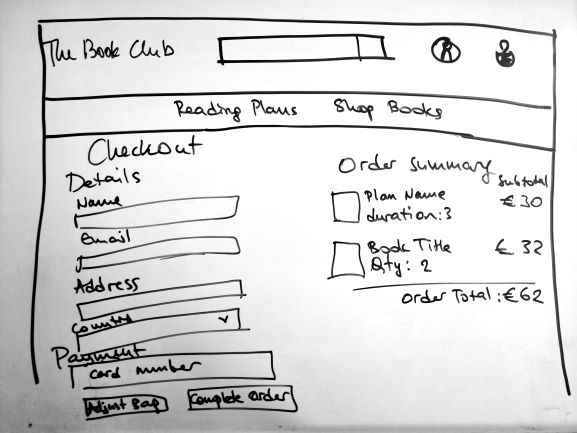 The Book Club
Reading Plans Shop Books
Checkout
Details
Name
Email
Address
Country
Payment
Card number
Adjust Bag Complete order
Order summary
Subtotal
Plan Name €30
duration:3
Book Title €32
Qty: 2
Order Total:€62